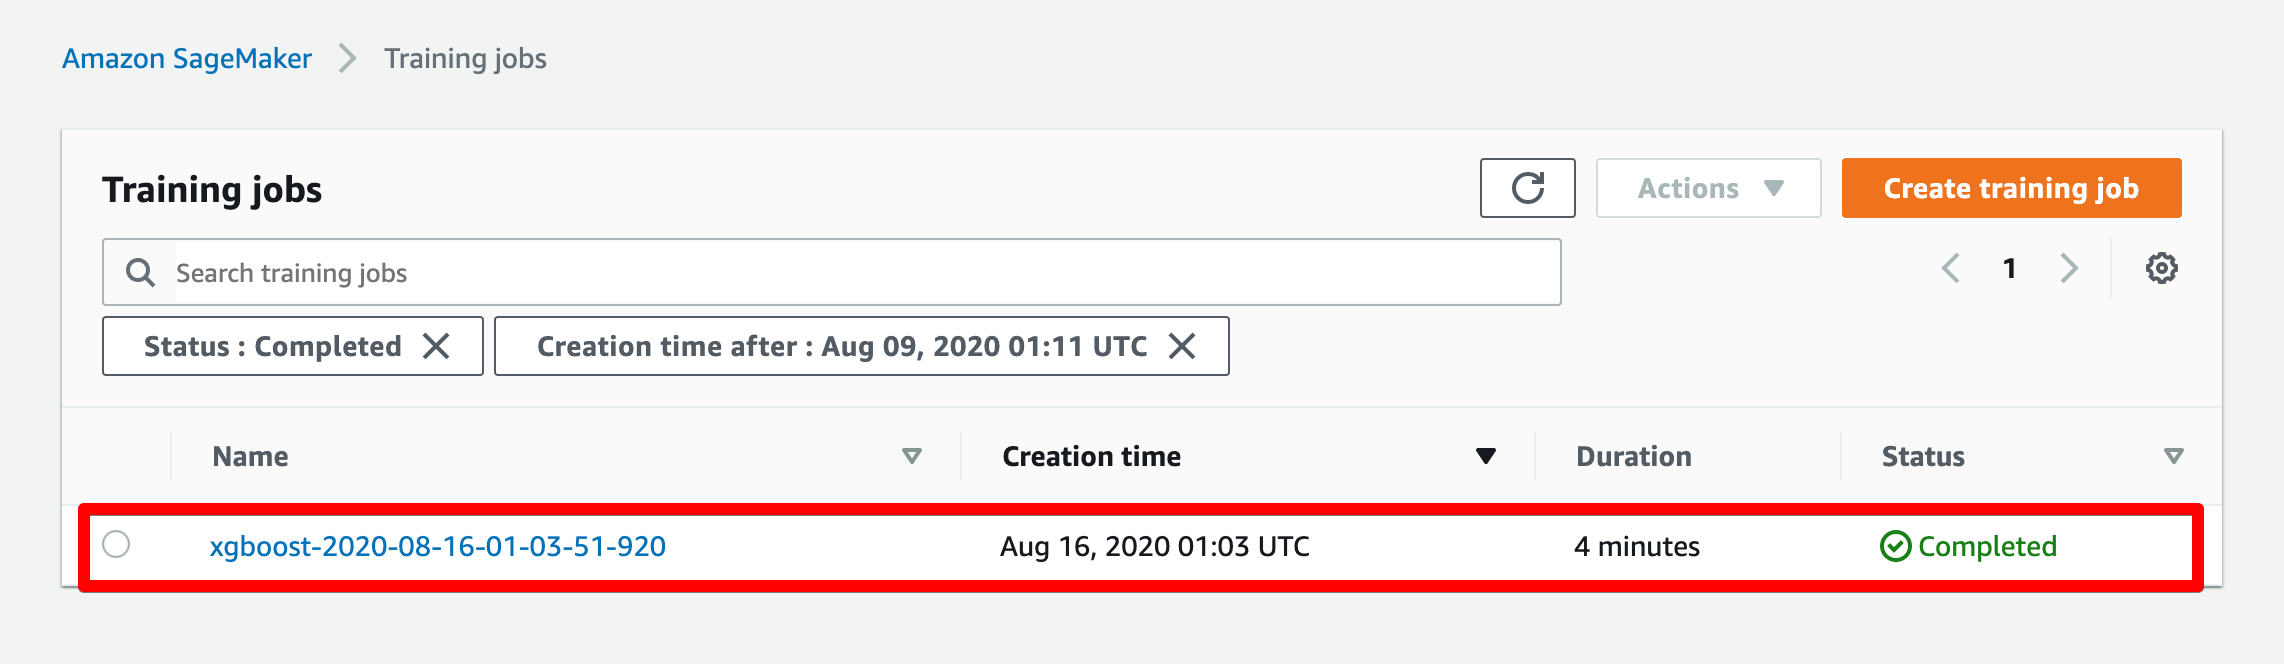 Amazon SageMaker Training jobs
Training jobs
Actions
Create training job
Search training jobs
1
Status : Completed
Creation time after : Aug 09, 2020 01:11 UTC
Name Creation time Duration Status
xgboost-2020-08-16-01-03-51-920 Aug 16, 2020 01:03 UTC 4 minutes Completed